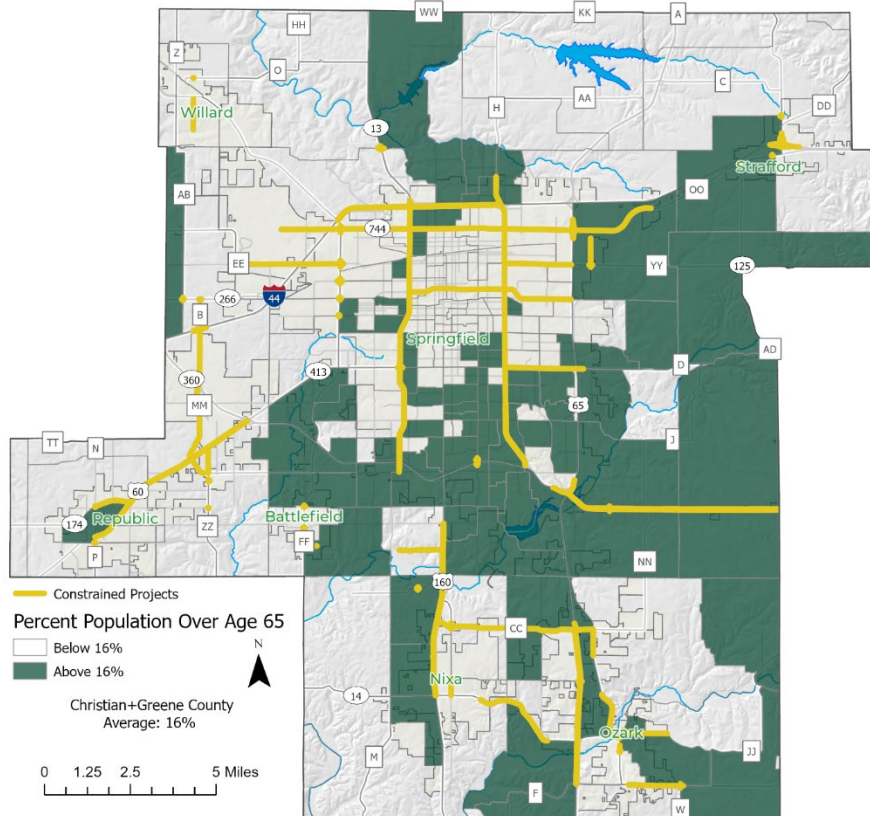 WW
KK
A
HH
Z
O
C
H
AA
DD
Willard
13
Strafford
OO
AB
744
YY
125
EE
266
44
B
Springfield
AD
413
D
360
65
MM
J
TT
N
60
174
Republic
Battlefield
ZZ
FF
P
NN
160
Constrained Projects
Percent Population Over Age 65
Below 16%
Above 16%
N
CC
Nixa
14
Christian+Greene County
Average: 16%
Ozark
M
JJ
0 1.25 2.5 5 Miles
F
W